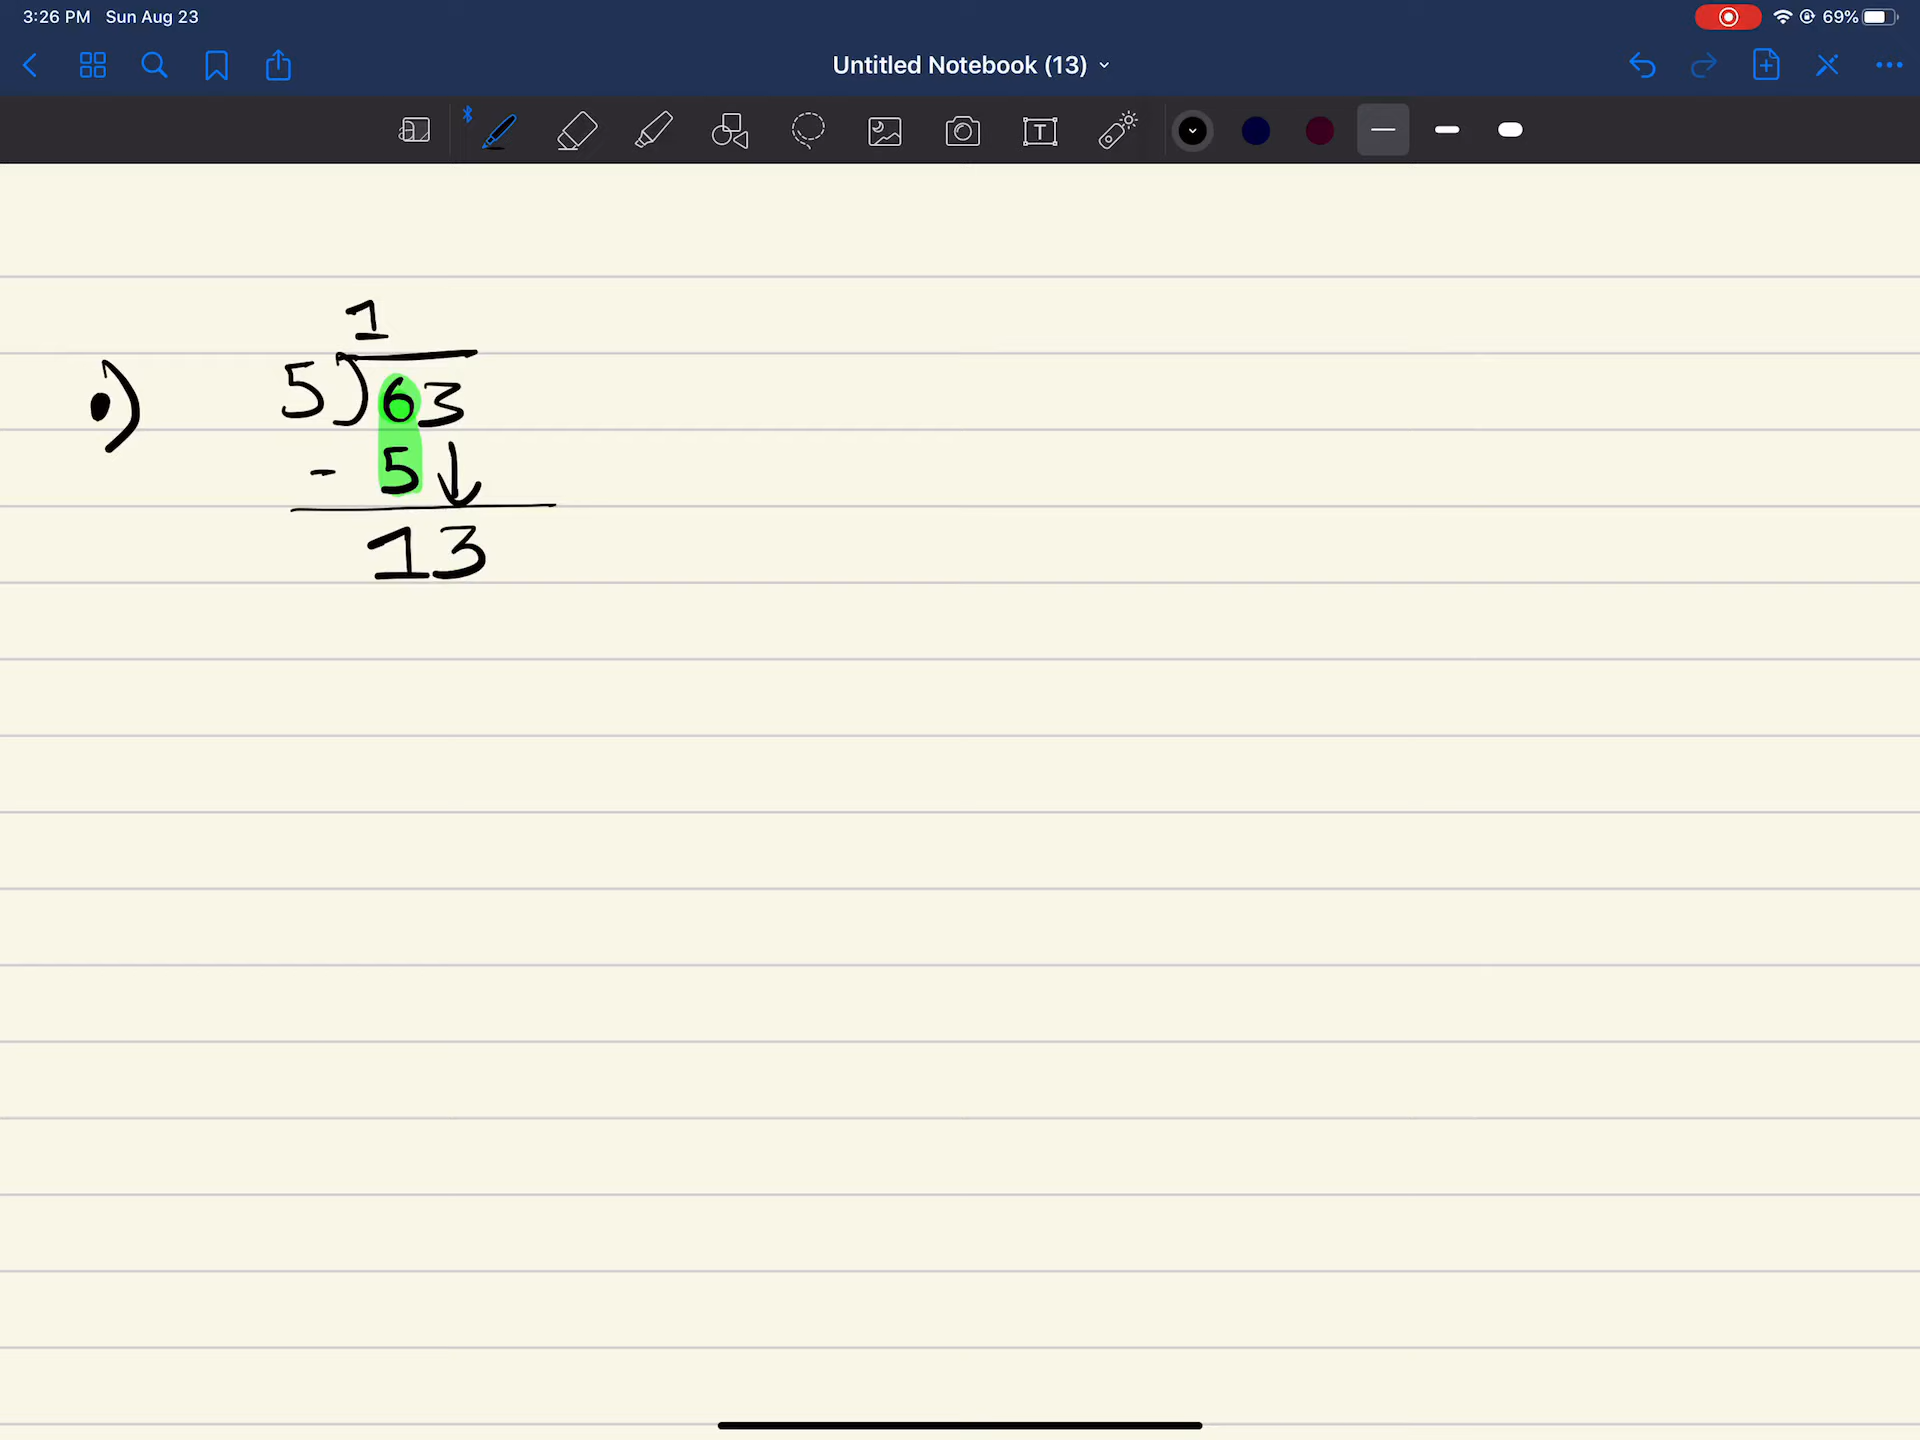 3:26 PM Sun Aug 23 69%
Untitled Notebook (13)
1
•) 5)63
- 5↓
13